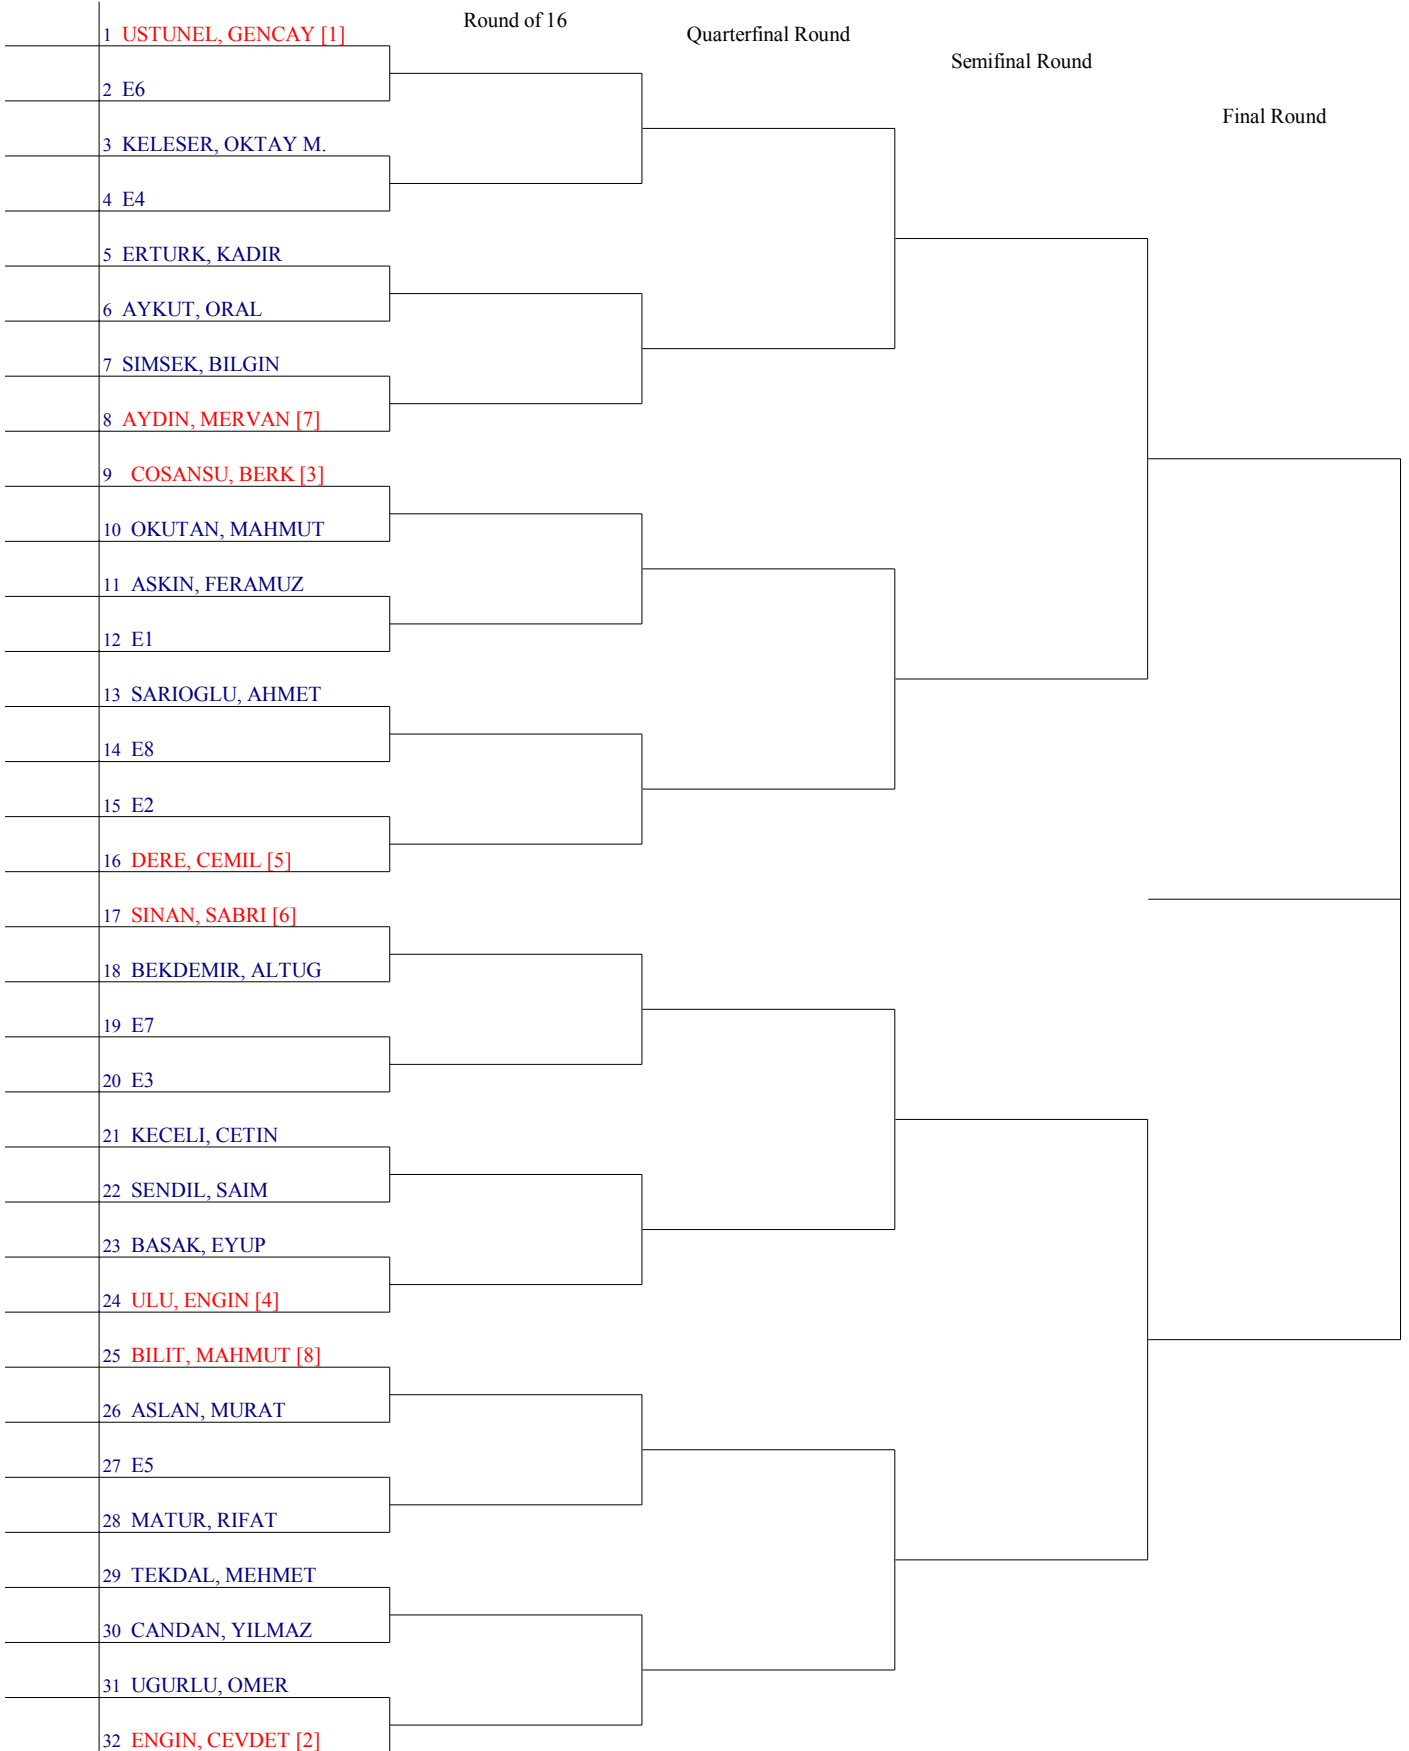 Round of 16
Quarterfinal Round
Semifinal Round
Final Round
1 USTUNEL, GENCAY [1]
2 E6
3 KELESER, OKTAY M.
4 E4
5 ERTURK, KADIR
6 AYKUT, ORAL
7 SIMSEK, BILGIN
8 AYDIN, MERVAN [7]
9 COSANSU, BERK [3]
10 OKUTAN, MAHMUT
11 ASKIN, FERAMUZ
12 E1
13 SARIOGLU, AHMET
14 E8
15 E2
16 DERE, CEMIL [5]
17 SINAN, SABRI [6]
18 BEKDEMIR, ALTUG
19 E7
20 E3
21 KECELI, CETIN
22 SENDIL, SAIM
23 BASAK, EYUP
24 ULU, ENGIN [4]
25 BILIT, MAHMUT [8]
26 ASLAN, MURAT
27 E5
28 MATUR, RIFAT
29 TEKDAL, MEHMET
30 CANDAN, YILMAZ
31 UGURLU, OMER
32 ENGIN, CEVDET [2]